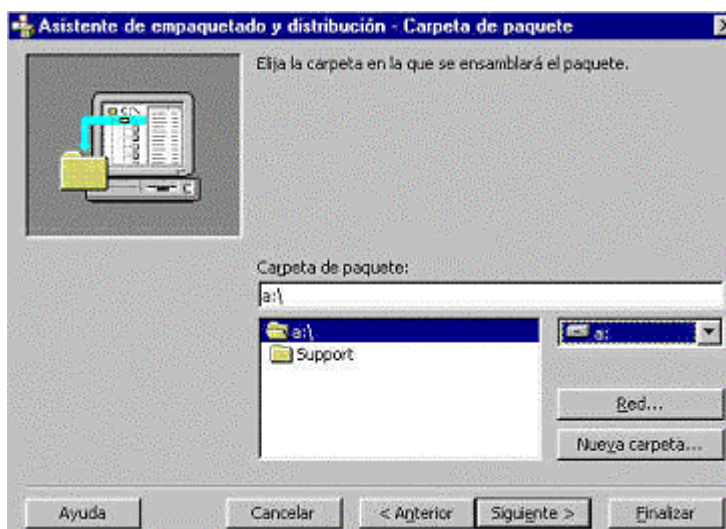 Asistente de empaquetado y distribución - Carpeta de paquete
Elija la carpeta en la que se ensamblará el paquete.
Carpeta de paquete:
a:\
a:\
a:
Support
Red...
Nueva carpeta...
Ayuda
Cancelar
< Anterior
Siguiente >
Finalizar